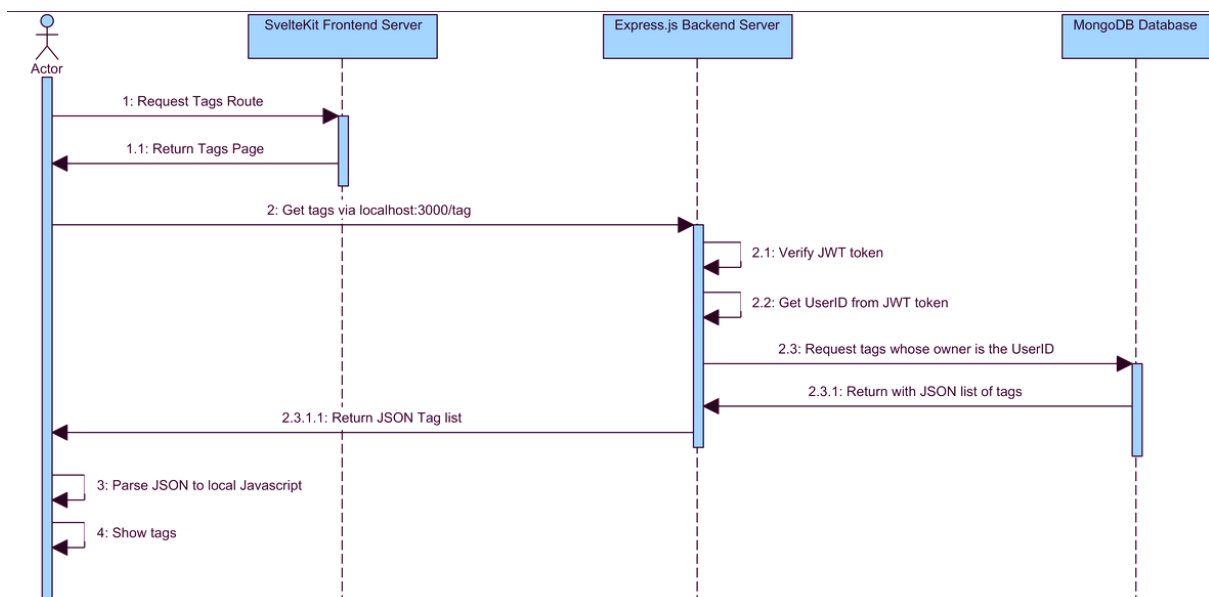 SvelteKit Frontend Server
Express.js Backend Server
MongoDB Database
Actor
1: Request Tags Route
1.1: Return Tags Page
2: Get tags via localhost:3000/tag
2.1: Verify JWT token
2.2: Get UserID from JWT token
2.3: Request tags whose owner is the UserID
2.3.1: Return with JSON list of tags
2.3.1.1: Return JSON Tag list
3: Parse JSON to local Javascript
4: Show tags